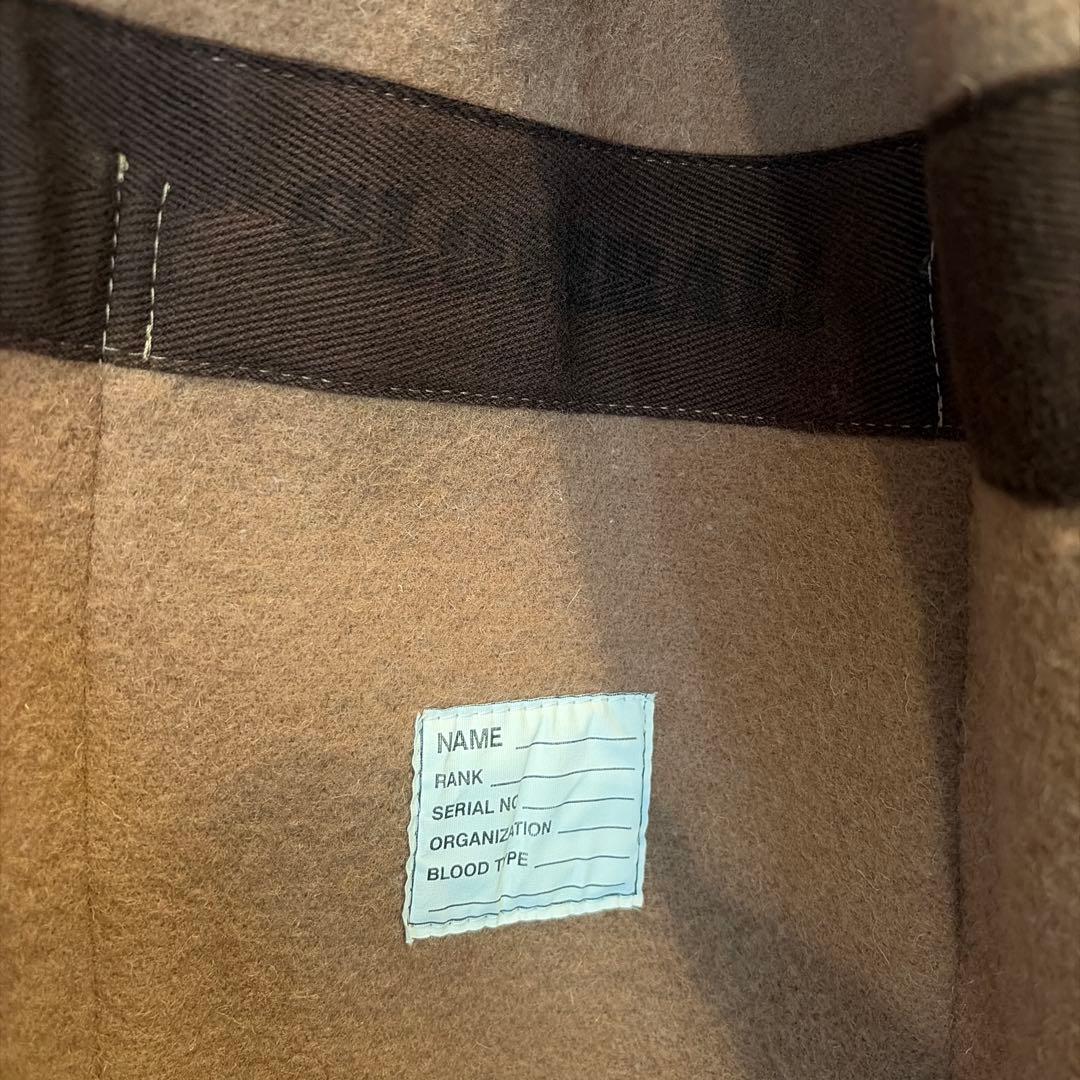 NAME
RANK
SERIAL NO
ORGANIZATION
BLOOD TYPE